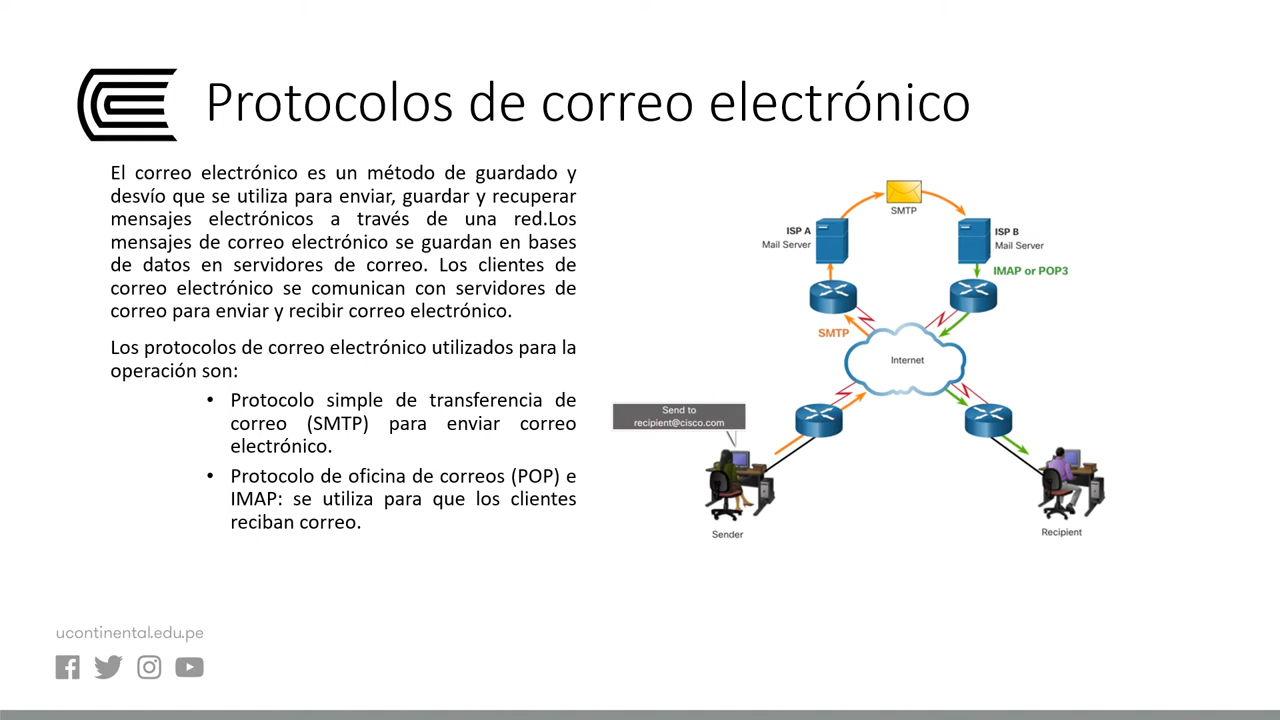 Protocolos de correo electrónico
El correo electrónico es un método de guardado y
desvío que se utiliza para enviar, guardar y recuperar
mensajes electrónicos a través de una red.Los
mensajes de correo electrónico se guardan en bases
de datos en servidores de correo. Los clientes de
correo electrónico se comunican con servidores de
correo para enviar y recibir correo electrónico.
Los protocolos de correo electrónico utilizados para la
operación son:
• Protocolo simple de transferencia de
correo (SMTP) para enviar correo
electrónico.
• Protocolo de oficina de correos (POP) e
IMAP: se utiliza para que los clientes
reciban correo.
SMTP
ISP A
Mail Server
ISP B
Mail Server
IMAP or POP3
SMTP
Internet
Send to
recipient@cisco.com
Sender
Recipient
ucontinental.edu.pe